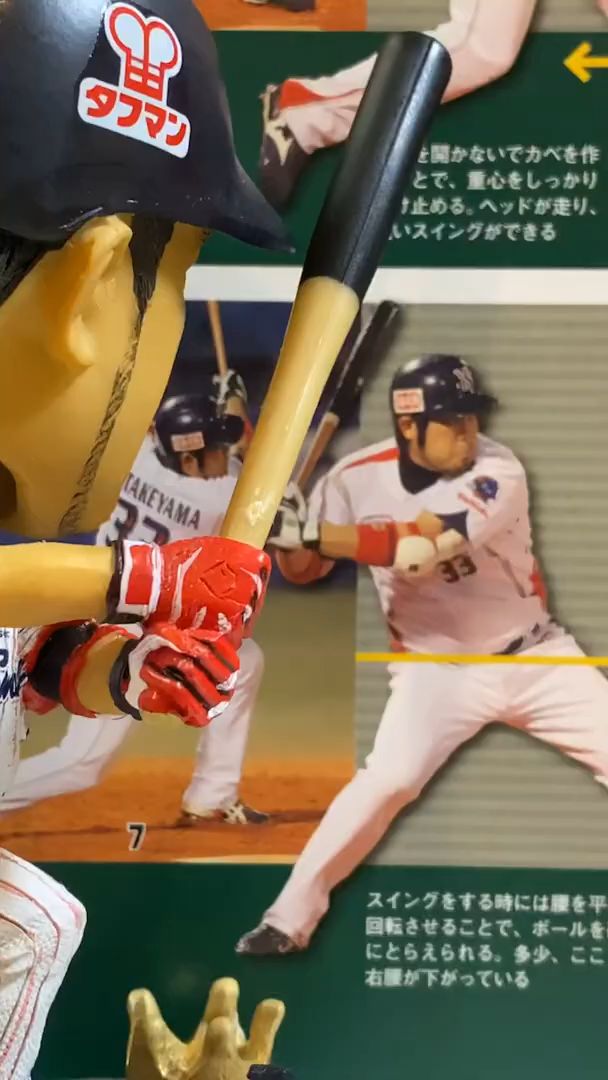 タフマン
を開かないでカベを作
とで、重心をしっかり
け止める。ヘッドが走り、
いスイングができる
TAKEYAMA
33
33
7
スイングをする時には腰を平
回転させることで、ボールを
にとらえられる。多少、ここ
右腰が下がっている